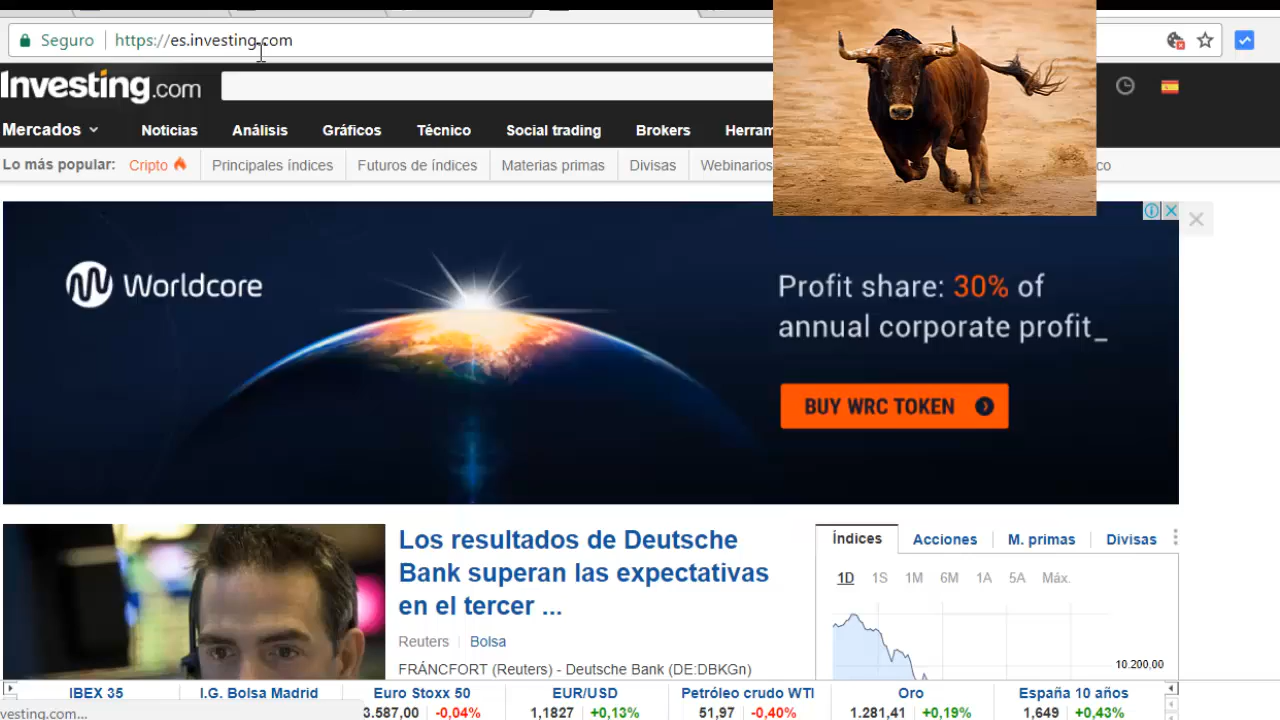 Seguro https://es.investing.com
Investing.com
Mercados Noticias Análisis Gráficos Técnico Social trading Brokers
Lo más popular: Cripto Principales índices Futuros de índices Materias primas Divisas Webinarios
Worldcore
Profit share: 30% of
annual corporate profit_
BUY WRC TOKEN
Los resultados de Deutsche
Bank superan las expectativas
en el tercer ...
Reuters Bolsa
FRÁNCFORT (Reuters) - Deutsche Bank (DE:DBKGn)
Índices Acciones M. primas Divisas
1D 1S 1M 6M 1A 5A Máx.
10.200,00
IBEX 35 I.G. Bolsa Madrid Euro Stoxx 50 EUR/USD Petróleo crudo WTI Oro España 10 años
3.587,00 -0,04% 1,1827 +0,13% 51,97 -0,40% 1.281,41 +0,19% 1,649 +0,43%
vesting.com...